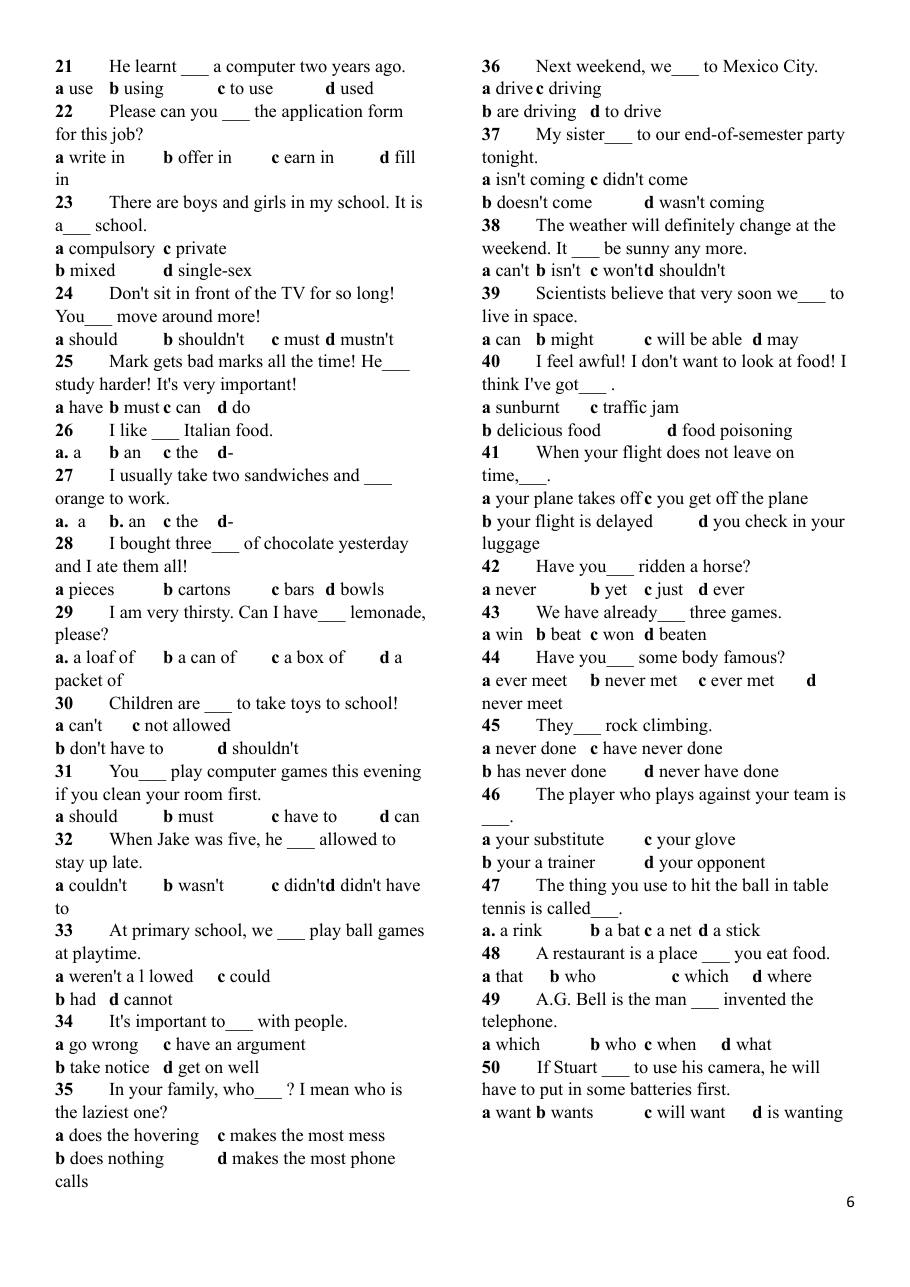 21 He learnt ___ a computer two years ago.
a use b using c to use d used
22 Please can you ___ the application form
for this job?
a write in b offer in c earn in d fill
in
23 There are boys and girls in my school. It is
a___ school.
a compulsory c private
b mixed d single-sex
24 Don't sit in front of the TV for so long!
You___ move around more!
a should b shouldn't c must d mustn't
25 Mark gets bad marks all the time! He___
study harder! It's very important!
a have b must c can d do
26 I like ___ Italian food.
a. a b an c the d-
27 I usually take two sandwiches and ___
orange to work.
a. a b. an c the d-
28 I bought three___ of chocolate yesterday
and I ate them all!
a pieces b cartons c bars d bowls
29 I am very thirsty. Can I have___ lemonade,
please?
a. a loaf of b a can of c a box of d a
packet of
30 Children are ___ to take toys to school!
a can't c not allowed
b don't have to d shouldn't
31 You___ play computer games this evening
if you clean your room first.
a should b must c have to d can
32 When Jake was five, he ___ allowed to
stay up late.
a couldn't b wasn't c didn'td didn't have
to
33 At primary school, we ___ play ball games
at playtime.
a weren't a l lowed c could
b had d cannot
34 It's important to___ with people.
a go wrong c have an argument
b take notice d get on well
35 In your family, who___ ? I mean who is
the laziest one?
a does the hovering c makes the most mess
b does nothing d makes the most phone
calls
36 Next weekend, we___ to Mexico City.
a drive c driving
b are driving d to drive
37 My sister___ to our end-of-semester party
tonight.
a isn't coming c didn't come
b doesn't come d wasn't coming
38 The weather will definitely change at the
weekend. It ___ be sunny any more.
a can't b isn't c won'td shouldn't
39 Scientists believe that very soon we___ to
live in space.
a can b might c will be able d may
40 I feel awful! I don't want to look at food! I
think I've got___ .
a sunburnt c traffic jam
b delicious food d food poisoning
41 When your flight does not leave on
time,___.
a your plane takes off c you get off the plane
b your flight is delayed d you check in your
luggage
42 Have you___ ridden a horse?
a never b yet c just d ever
43 We have already___ three games.
a win b beat c won d beaten
44 Have you___ some body famous?
a ever meet b never met c ever met d
never meet
45 They___ rock climbing.
a never done c have never done
b has never done d never have done
46 The player who plays against your team is
___.
a your substitute c your glove
b your a trainer d your opponent
47 The thing you use to hit the ball in table
tennis is called___.
a. a rink b a bat c a net d a stick
48 A restaurant is a place ___ you eat food.
a that b who c which d where
49 A.G. Bell is the man ___ invented the
telephone.
a which b who c when d what
50 If Stuart ___ to use his camera, he will
have to put in some batteries first.
a want b wants c will want d is wanting
6